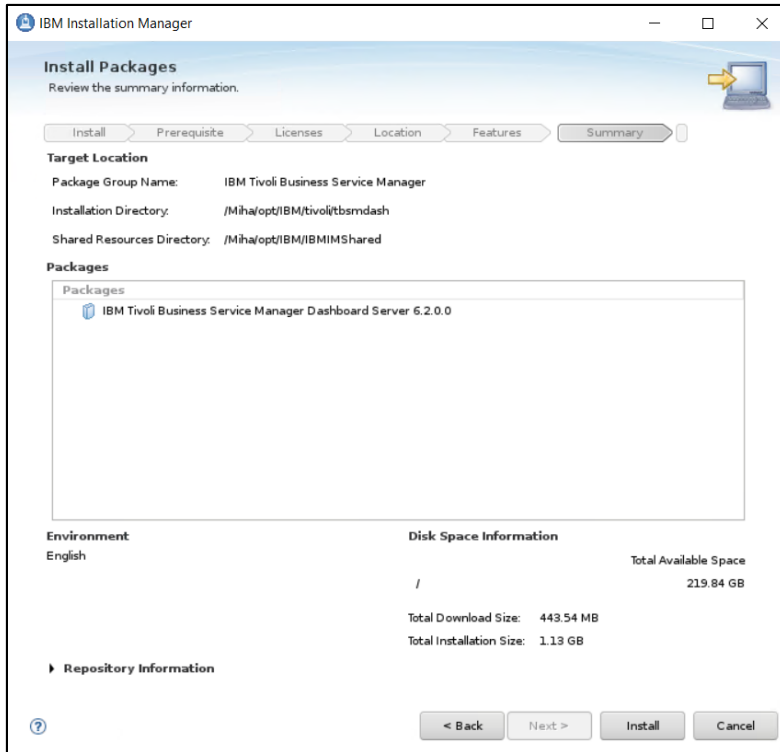 IBM Installation Manager
Install Packages
Review the summary information.
Install Prerequisite Licenses Location Features Summary
Target Location
Package Group Name: IBM Tivoli Business Service Manager
Installation Directory: /Miha/opt/IBM/tivoli/tbsmdash
Shared Resources Directory: /Miha/opt/IBM/IBMIMShared
Packages
Packages
IBM Tivoli Business Service Manager Dashboard Server 6.2.0.0
Environment Disk Space Information
English
Total Available Space
/ 219.84 GB
Total Download Size: 443.54 MB
Total Installation Size: 1.13 GB
Repository Information
? < Back Next > Install Cancel